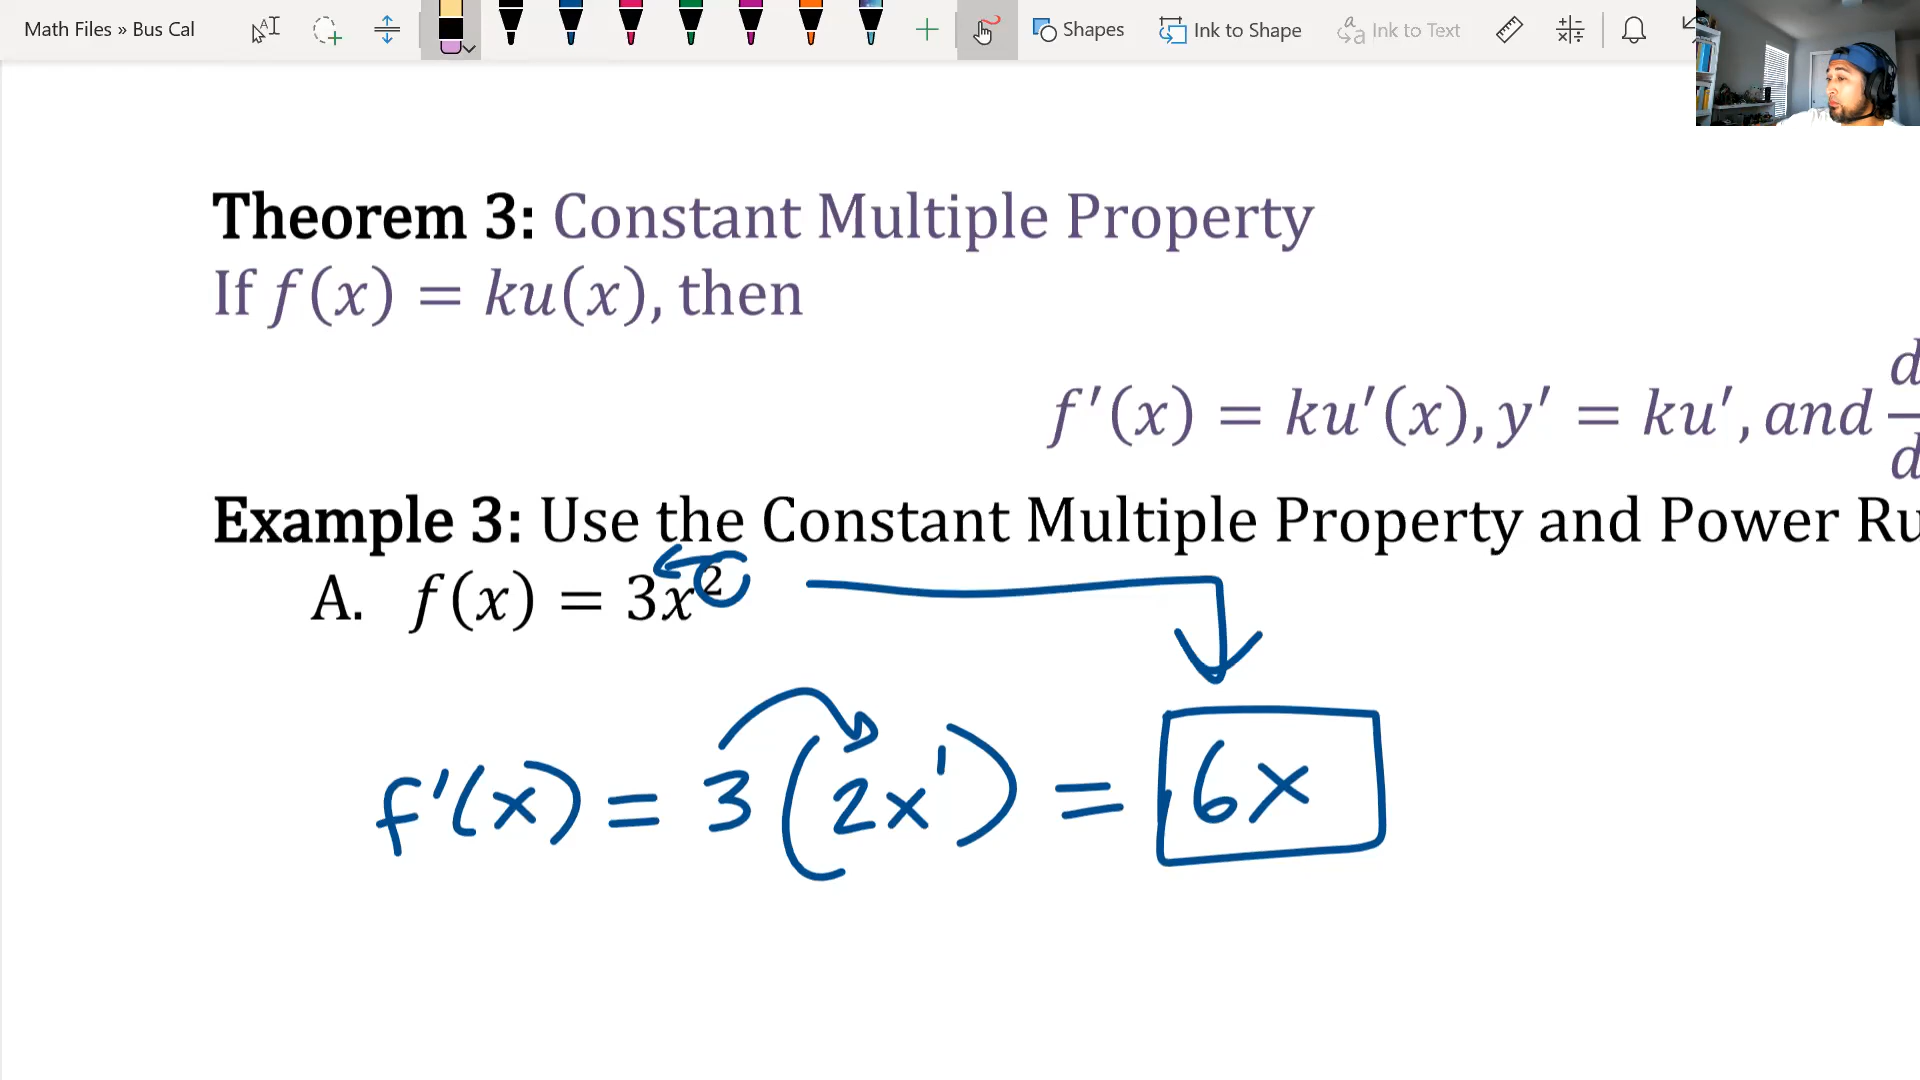 Math Files » Bus Cal
Shapes
Ink to Shape
Ink to Text
Theorem 3: Constant Multiple Property
If f(x) = ku(x), then
f′(x) = ku′(x), y′ = ku′, and d/d
Example 3: Use the Constant Multiple Property and Power Ru
A. f(x) = 3x²
f'(x) = 3(2x¹) = 6x